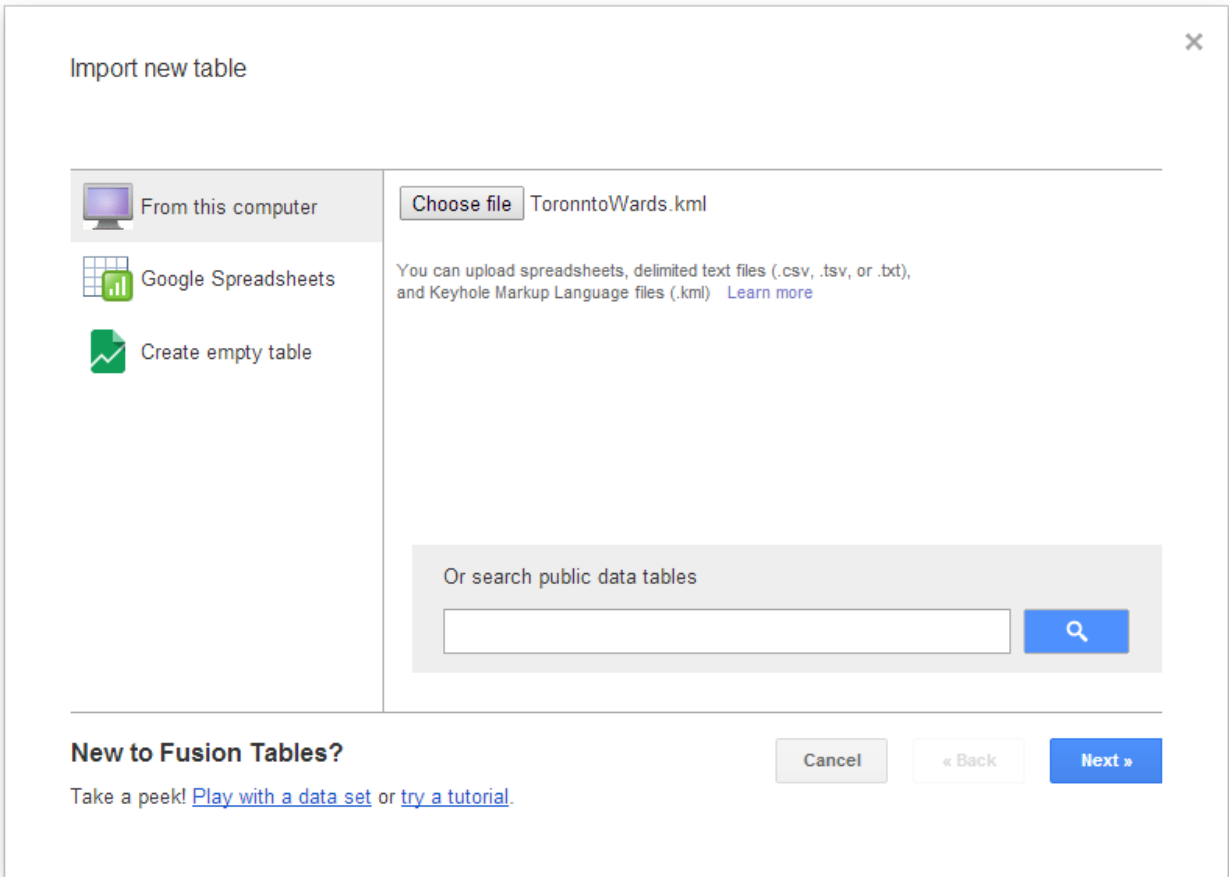 Import new table
From this computer
Google Spreadsheets
Create empty table
Choose file ToronntoWards.kml
You can upload spreadsheets, delimited text files (.csv, .tsv, or .txt),
and Keyhole Markup Language files (.kml) Learn more
Or search public data tables
New to Fusion Tables?
Take a peek! Play with a data set or try a tutorial.
Cancel
« Back
Next »